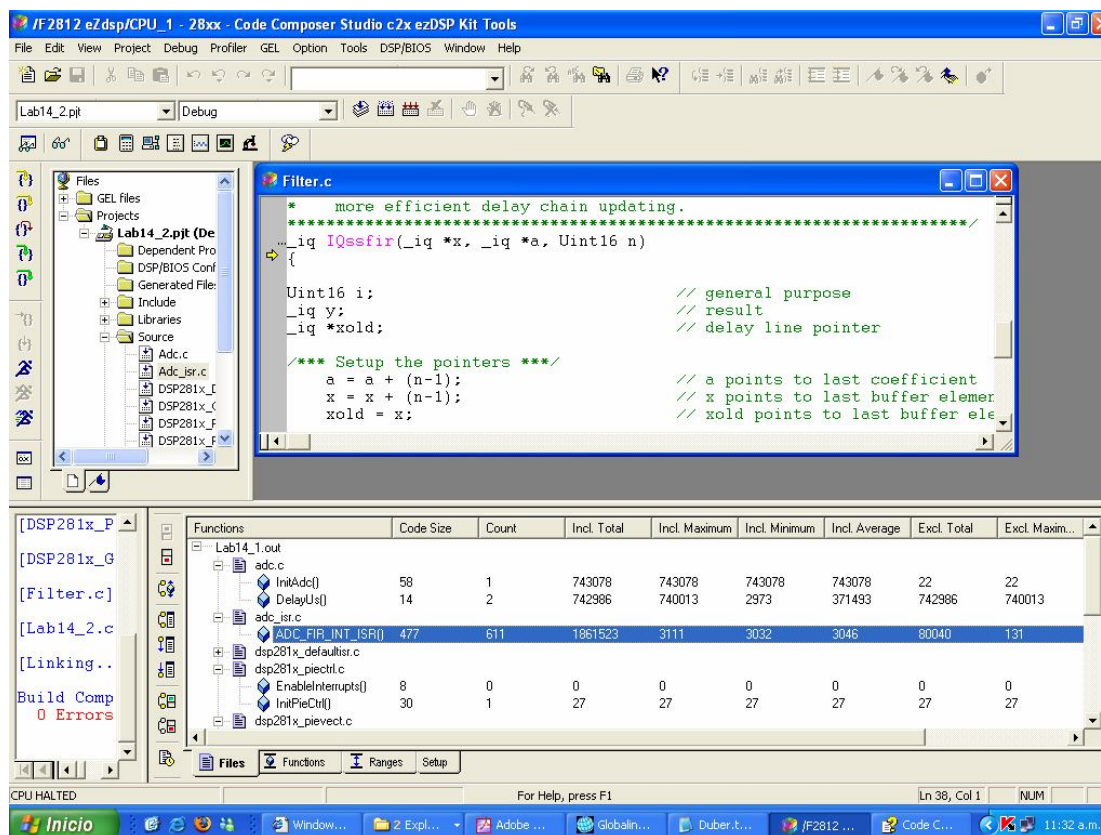 /F2812 eZdsp/CPU_1 - 28xx - Code Composer Studio c2x ezDSP Kit Tools
File Edit View Project Debug Profiler GEL Option Tools DSP/BIOS Window Help
Lab14_2.pjt Debug
Files
GEL files
Projects
Lab14_2.pjt (De
Dependent Pro
DSP/BIOS Conf
Generated File:
Include
Libraries
Source
Adc.c
Adc_isr.c
DSP281x_D
DSP281x_G
DSP281x_F
DSP281x_F
Filter.c
* more efficient delay chain updating.
**********************************************************************/
_iq IQssfir(_iq *x, _iq *a, Uint16 n)
{
Uint16 i; // general purpose
_iq y; // result
_iq *xold; // delay line pointer
/*** Setup the pointers ***/
a = a + (n-1); // a points to last coefficient
x = x + (n-1); // x points to last buffer elemen
xold = x; // xold points to last buffer ele
[DSP281x_P
[DSP281x_G
[Filter.c]
[Lab14_2.c
[Linking..
Build Comp
0 Errors
Functions Code Size Count Incl. Total Incl. Maximum Incl. Minimum Incl. Average Excl. Total Excl. Maxim...
Lab14_1.out
adc.c
InitAdc() 58 1 743078 743078 743078 743078 22 22
DelayUs() 14 2 742986 740013 2973 371493 742986 740013
adc_isr.c
ADC_FIR_INT_ISR() 477 611 1861523 3111 3032 3046 80040 131
dsp281x_defaultisr.c
dsp281x_piectrl.c
EnableInterrupts() 8 0 0 0 0 0 0 0
InitPieCtrl() 30 1 27 27 27 27 27 27
dsp281x_pievect.c
Files Functions Ranges Setup
CPU HALTED For Help, press F1 Ln 38, Col 1 NUM
Inicio Window... 2 Expl... Adobe ... Globalin... Duber.t... /F2812 ... Code C... 11:32 a.m.